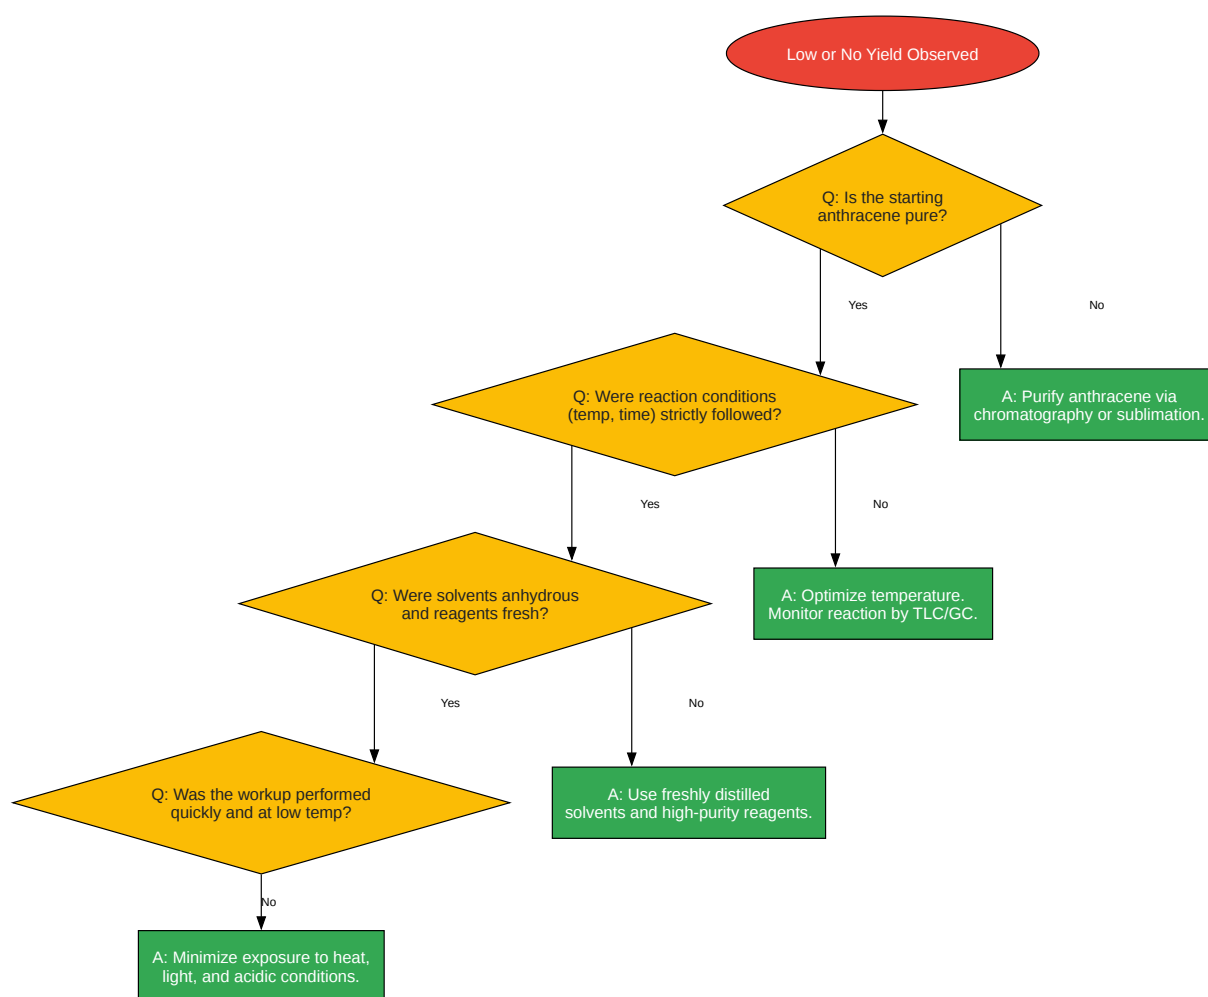 Low or No Yield Observed
Q: Is the starting
anthracene pure?
Yes
No
Q: Were reaction conditions
(temp, time) strictly followed?
A: Purify anthracene via
chromatography or sublimation.
Yes
No
Q: Were solvents anhydrous
and reagents fresh?
A: Optimize temperature.
Monitor reaction by TLC/GC.
Yes
No
Q: Was the workup performed
quickly and at low temp?
A: Use freshly distilled
solvents and high-purity reagents.
No
A: Minimize exposure to heat,
light, and acidic conditions.